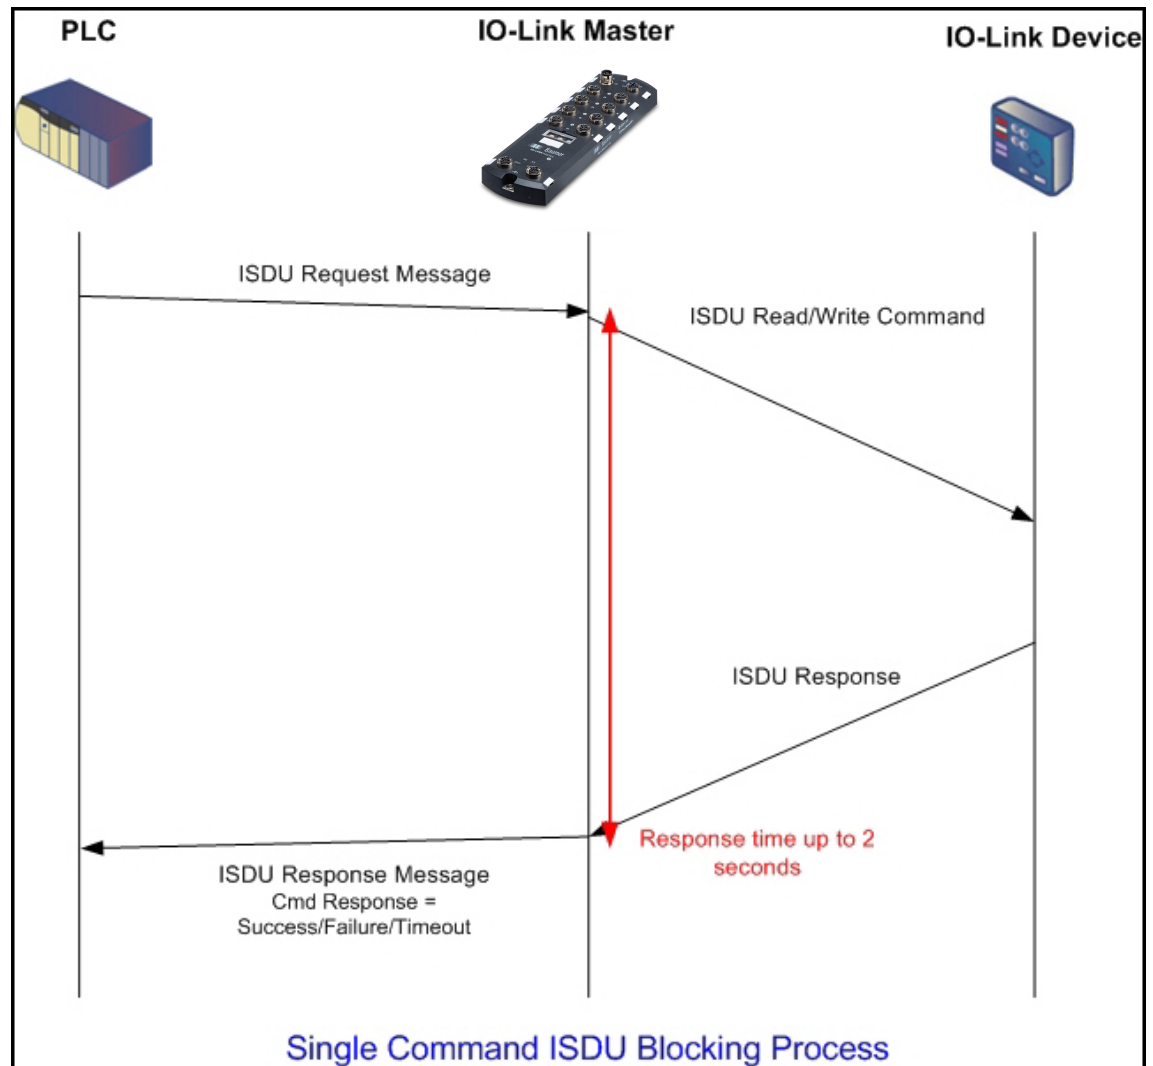 PLC
IO-Link Master
IO-Link Device
Baumer
ISDU Request Message
ISDU Read/Write Command
ISDU Response
Response time up to 2
seconds
ISDU Response Message
Cmd Response =
Success/Failure/Timeout
Single Command ISDU Blocking Process